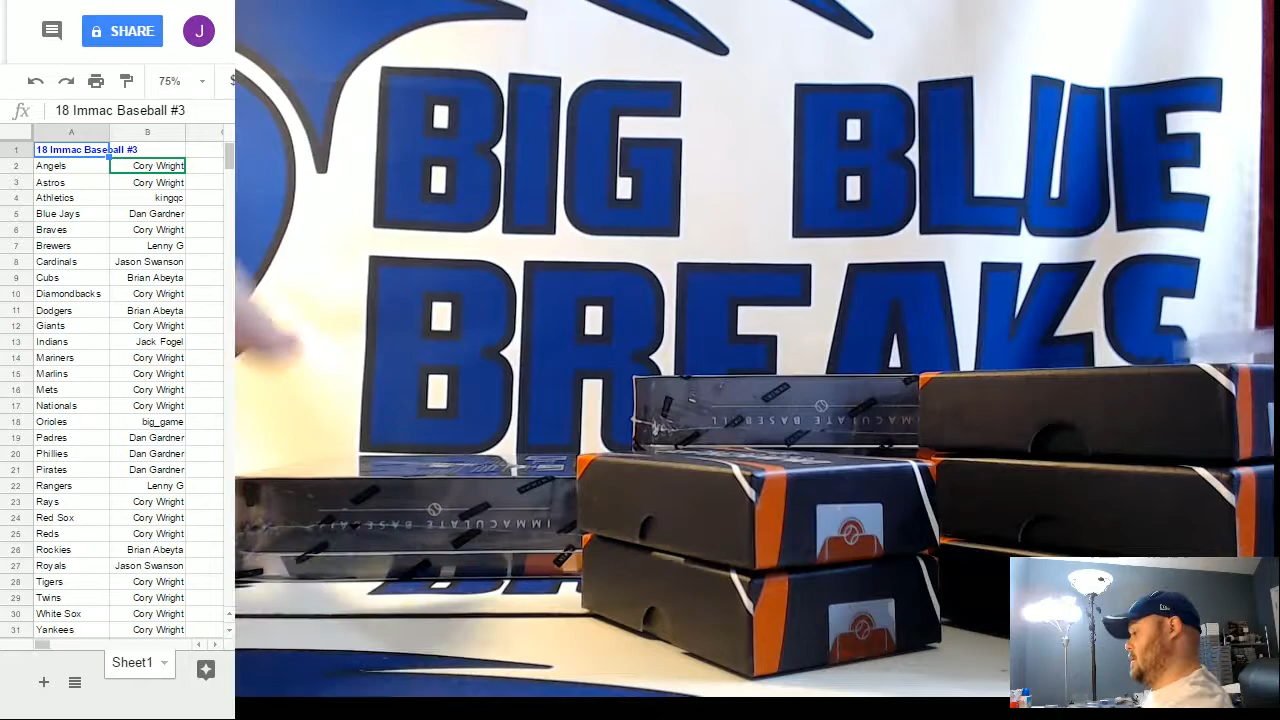 SHARE
J
75%
$
fx 18 Immac Baseball #3
A B
1 18 Immac Baseball #3
2 Angels Cory Wright
3 Astros Cory Wright
4 Athletics kingqc
5 Blue Jays Dan Gardner
6 Braves Cory Wright
7 Brewers Lenny G
8 Cardinals Jason Swanson
9 Cubs Brian Abeyta
10 Diamondbacks Cory Wright
11 Dodgers Brian Abeyta
12 Giants Cory Wright
13 Indians Jack Fogel
14 Mariners Cory Wright
15 Marlins Cory Wright
16 Mets Cory Wright
17 Nationals Cory Wright
18 Orioles big_game
19 Padres Dan Gardner
20 Phillies Dan Gardner
21 Pirates Dan Gardner
22 Rangers Lenny G
23 Rays Cory Wright
24 Red Sox Cory Wright
25 Reds Cory Wright
26 Rockies Brian Abeyta
27 Royals Jason Swanson
28 Tigers Cory Wright
29 Twins Cory Wright
30 White Sox Cory Wright
31 Yankees Cory Wright
Sheet1
BIG BLUE
BREAKS
IMMACULATE BASEBALL
IMMACULATE BASEBALL